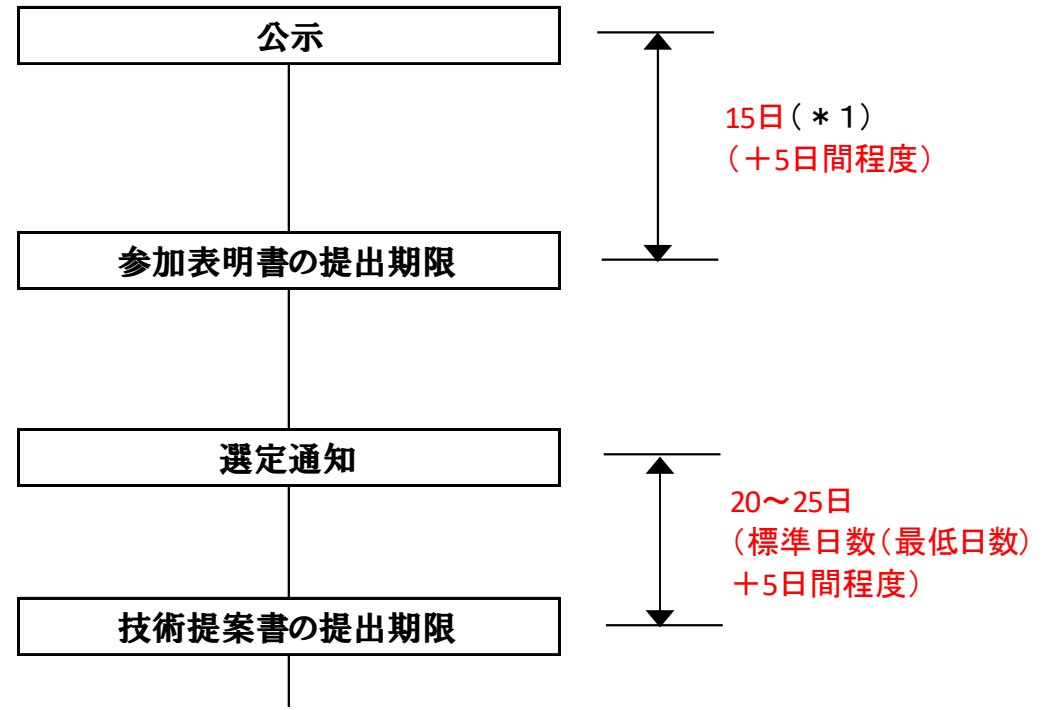 公示
15日(＊1)
(＋5日間程度)
参加表明書の提出期限
選定通知
20～25日
(標準日数(最低日数)
＋5日間程度)
技術提案書の提出期限